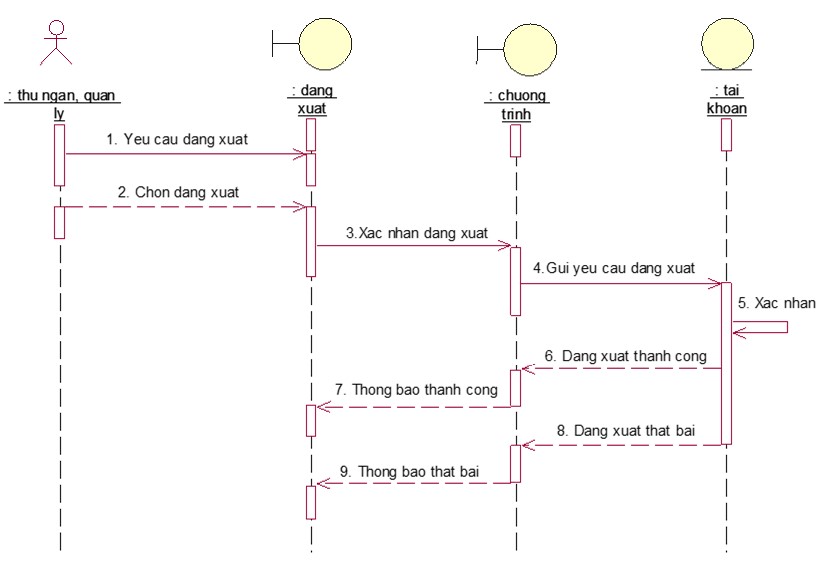 : thu ngan, quan
ly
: dang
xuat
: chuong
trinh
: tai
khoan
1. Yeu cau dang xuat
2. Chon dang xuat
3.Xac nhan dang xuat
4.Gui yeu cau dang xuat
5. Xac nhan
6. Dang xuat thanh cong
7. Thong bao thanh cong
8. Dang xuat that bai
9. Thong bao that bai